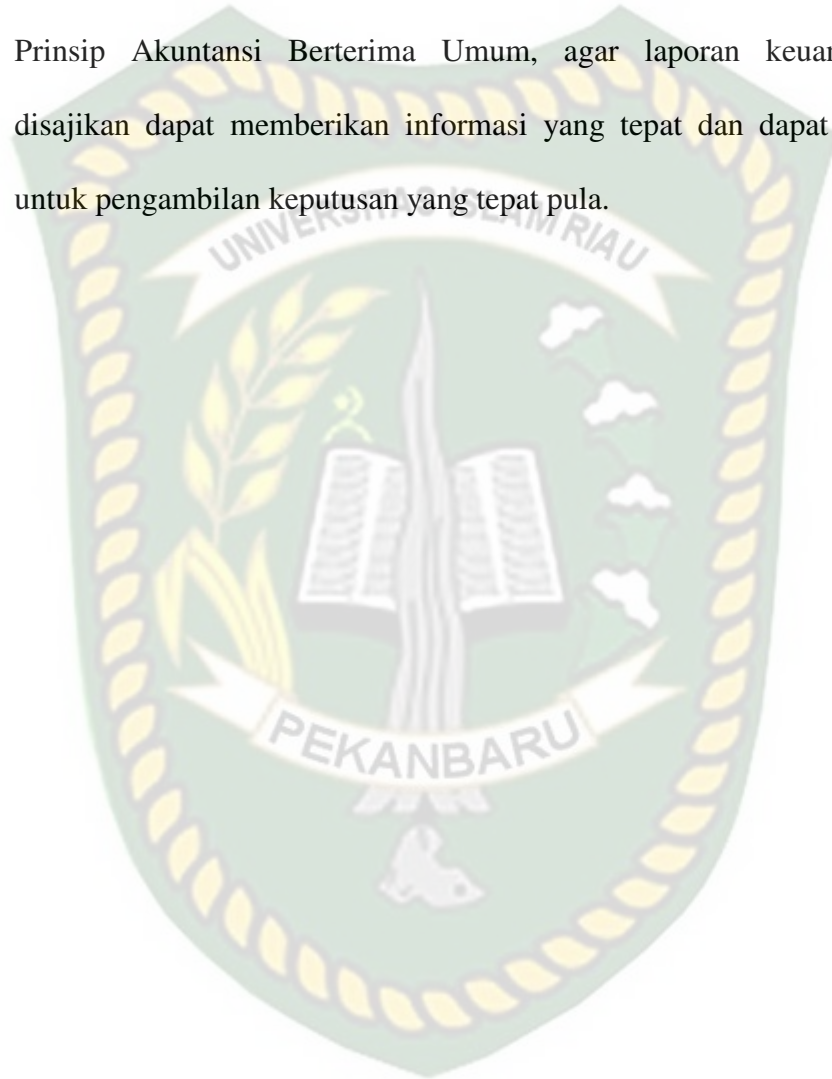 Prinsip Akuntansi Berterima Umum, agar laporan
disajikan dapat memberikan informasi yang tepat dan dapat
untuk pengambilan keputusan yang tepat pula.
UNIVERSITAS ISLAM RIAU
PEKANBARU